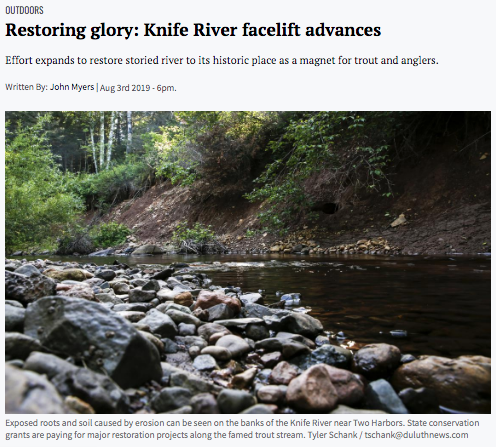 OUTDOORS
Restoring glory: Knife River facelift advances
Effort expands to restore storied river to its historic place as a magnet for trout and anglers.
Written By: John Myers | Aug 3rd 2019 - 6pm.
Exposed roots and soil caused by erosion can be seen on the banks of the Knife River near Two Harbors. State conservation
grants are paying for major restoration projects along the famed trout stream. Tyler Schank / tschank@duluthnews.com